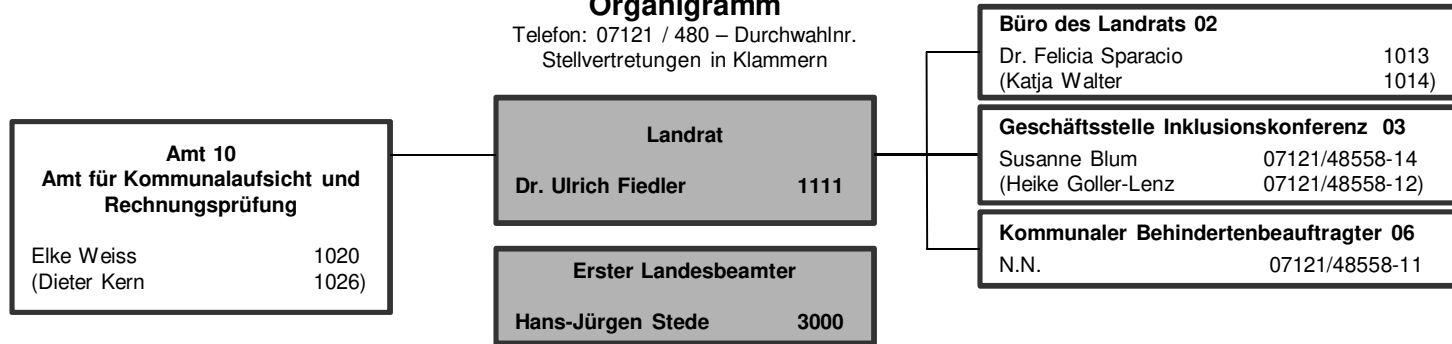 Organigramm
Telefon: 07121 / 480 – Durchwahlnr.
Stellvertretungen in Klammern
Amt 10
Amt für Kommunalaufsicht und
Rechnungsprüfung
Elke Weiss 1020
(Dieter Kern 1026)
Landrat
Dr. Ulrich Fiedler 1111
Erster Landesbeamter
Hans-Jürgen Stede 3000
Büro des Landrats 02
Dr. Felicia Sparacio 1013
(Katja Walter 1014)
Geschäftsstelle Inklusionskonferenz 03
Susanne Blum 07121/48558-14
(Heike Goller-Lenz 07121/48558-12)
Kommunaler Behindertenbeauftragter 06
N.N. 07121/48558-11